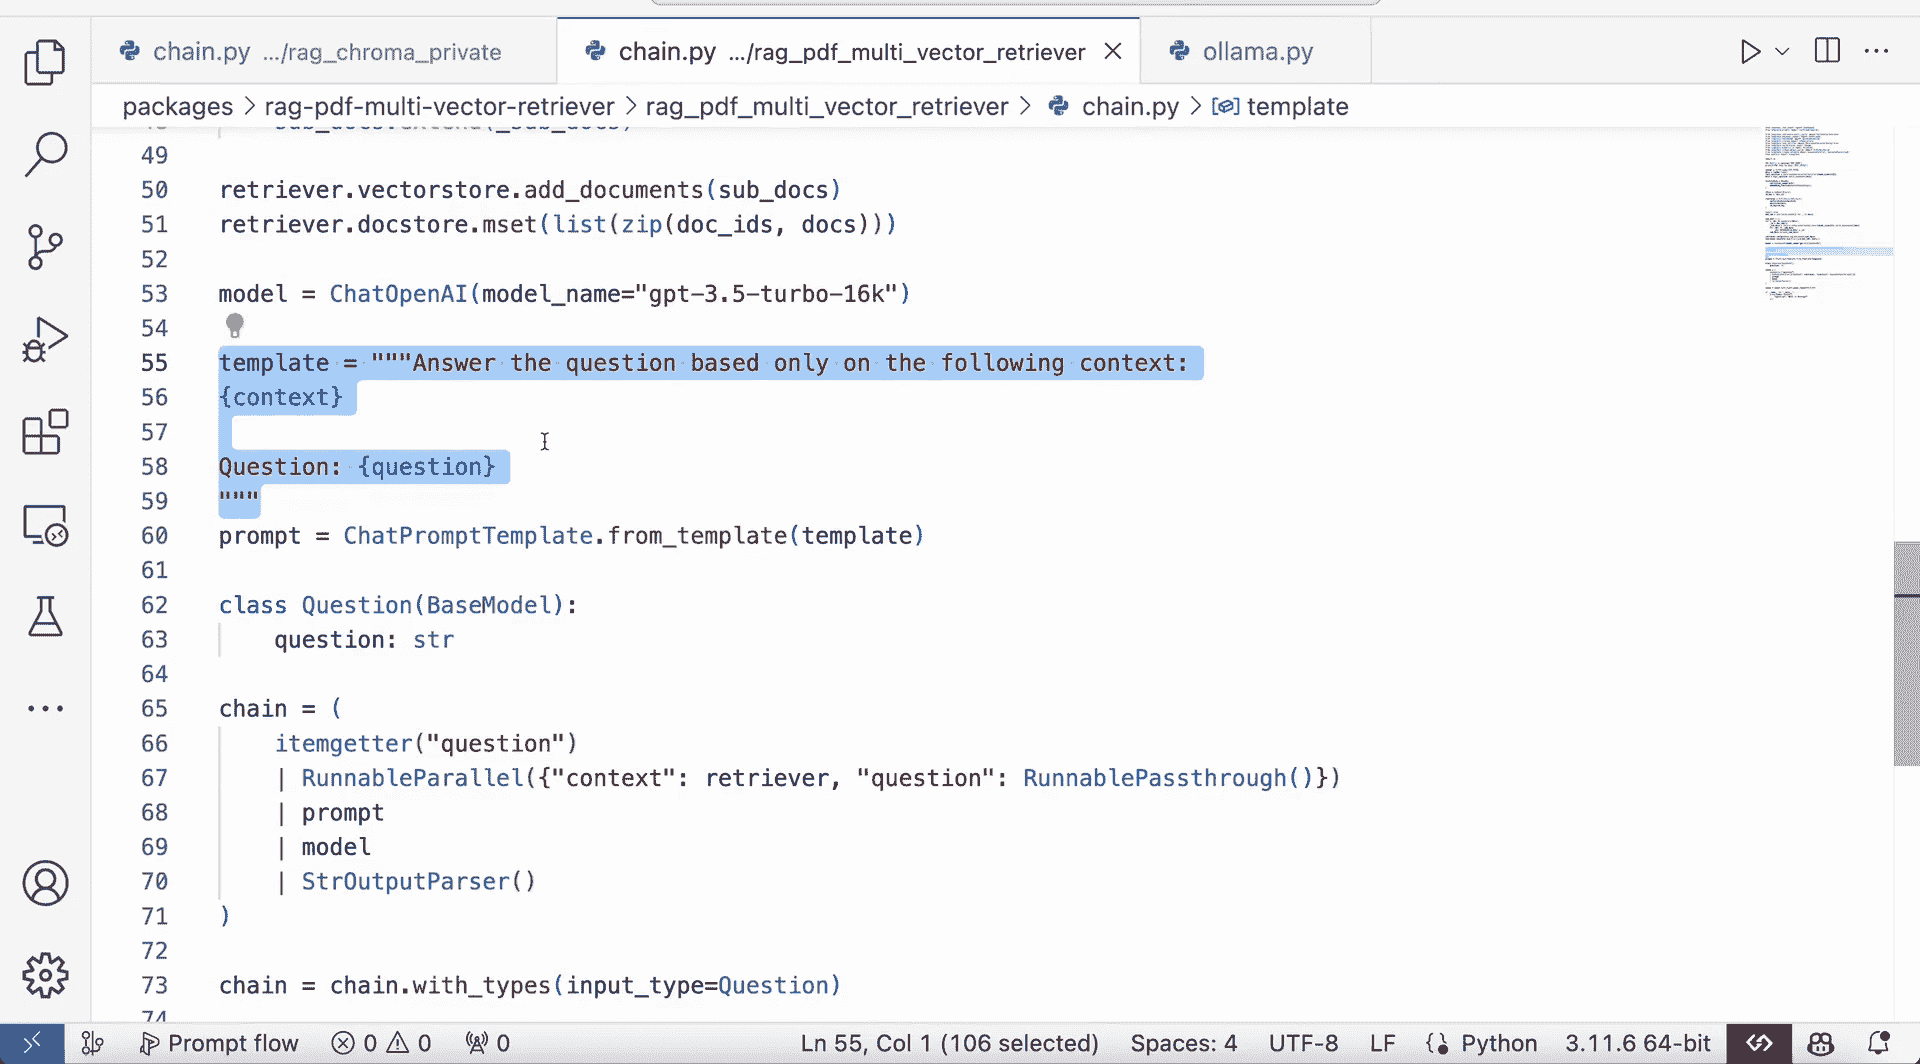 chain.py .../rag_chroma_private
chain.py .../rag_pdf_multi_vector_retriever
ollama.py
packages > rag-pdf-multi-vector-retriever > rag_pdf_multi_vector_retriever > chain.py > template
49
50 retriever.vectorstore.add_documents(sub_docs)
51 retriever.docstore.mset(list(zip(doc_ids, docs)))
52
53 model = ChatOpenAI(model_name="gpt-3.5-turbo-16k")
54
55 template = """Answer the question based only on the following context:
56 {context}
57
58 Question: {question}
59 """
60 prompt = ChatPromptTemplate.from_template(template)
61
62 class Question(BaseModel):
63     question: str
64
65 chain = (
66     itemgetter("question")
67     | RunnableParallel({"context": retriever, "question": RunnablePassthrough()})
68     | prompt
69     | model
70     | StrOutputParser()
71 )
72
73 chain = chain.with_types(input_type=Question)
74
Prompt flow 0 0 0 Ln 55, Col 1 (106 selected) Spaces: 4 UTF-8 LF Python 3.11.6 64-bit